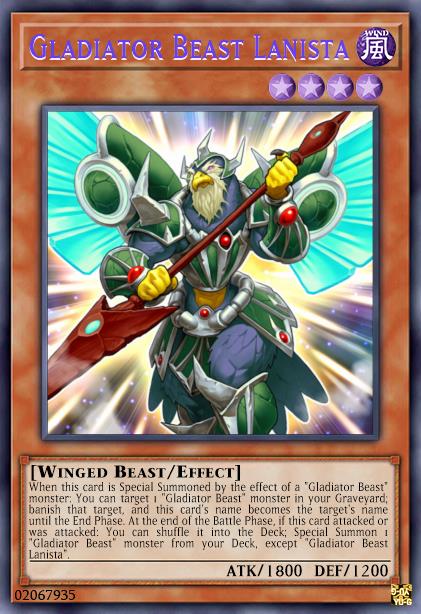 GLADIATOR BEAST LANISTA
WIND
風
[WINGED BEAST/EFFECT]
When this card is Special Summoned by the effect of a "Gladiator Beast"
monster: You can target 1 "Gladiator Beast" monster in your Graveyard;
banish that target, and this card's name becomes the target's name
until the End Phase. At the end of the Battle Phase, if this card attacked or
was attacked: You can shuffle it into the Deck; Special Summon 1
"Gladiator Beast" monster from your Deck, except "Gladiator Beast
Lanista".
ATK/1800 DEF/1200
02067935